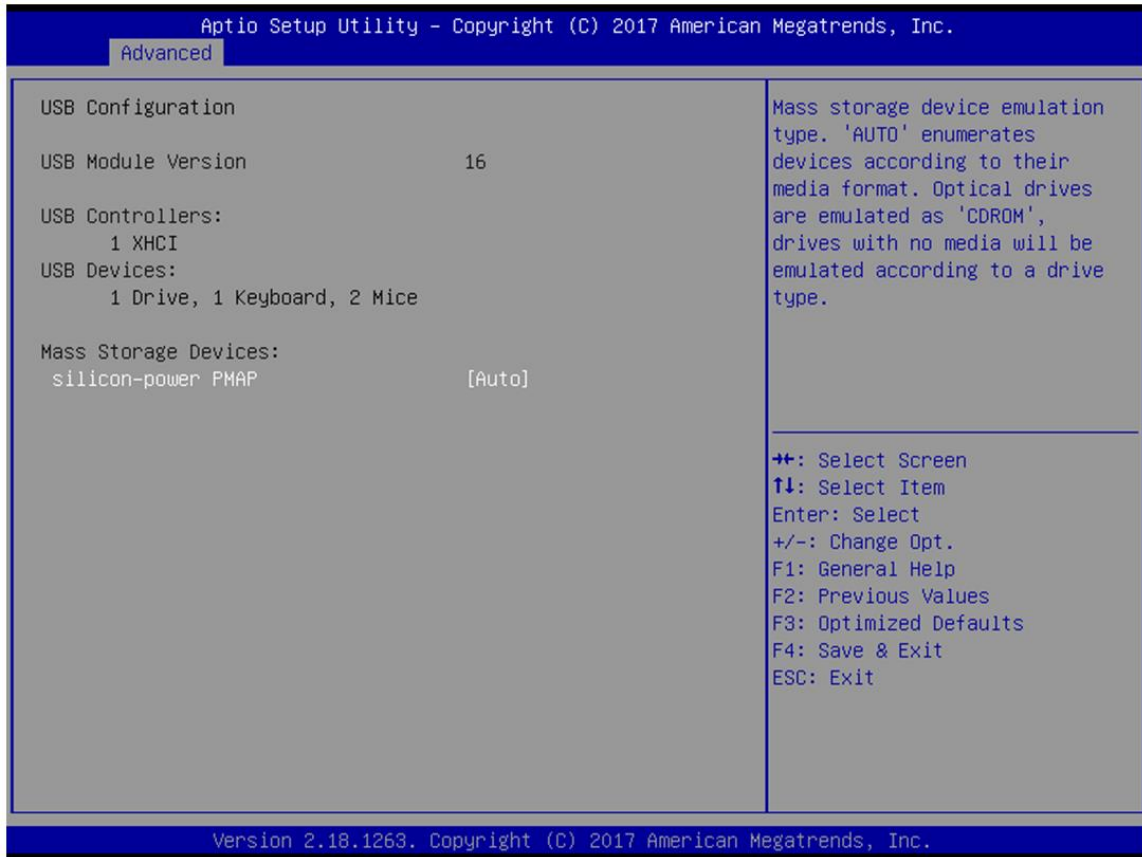 Aptio Setup Utility – Copyright (C) 2017 American Megatrends, Inc.
Advanced
USB Configuration
USB Module Version 16
USB Controllers:
1 XHCI
USB Devices:
1 Drive, 1 Keyboard, 2 Mice
Mass Storage Devices:
silicon-power PMAP [Auto]
Mass storage device emulation
type. 'AUTO' enumerates
devices according to their
media format. Optical drives
are emulated as 'CDROM',
drives with no media will be
emulated according to a drive
type.
→←: Select Screen
↑↓: Select Item
Enter: Select
+/-: Change Opt.
F1: General Help
F2: Previous Values
F3: Optimized Defaults
F4: Save & Exit
ESC: Exit
Version 2.18.1263. Copyright (C) 2017 American Megatrends, Inc.